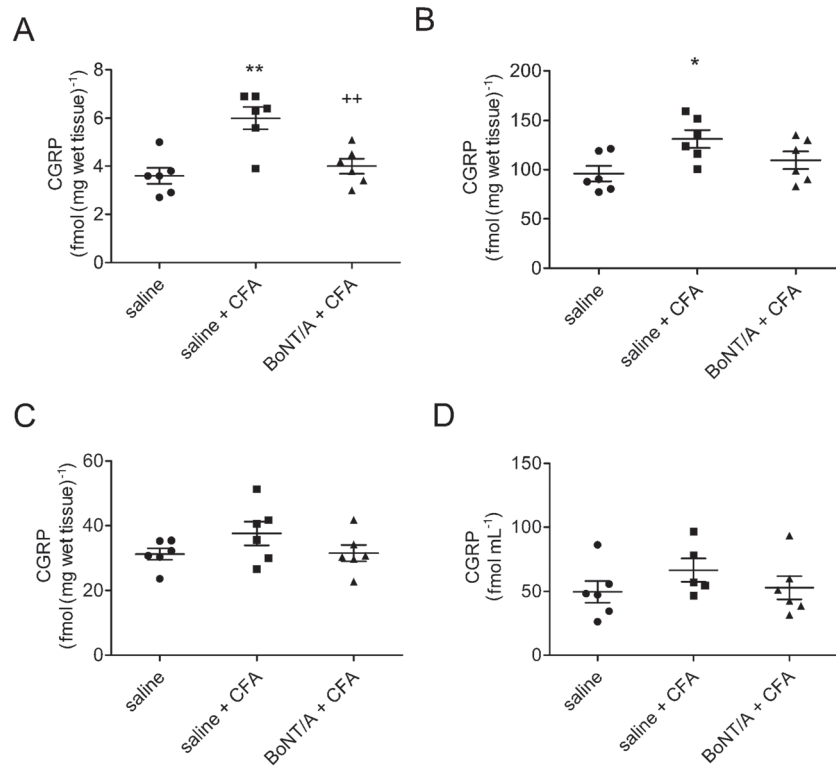 A
CGRP
(fmol (mg wet tissue)⁻¹)
8
6
4
2
0
**
++
saline
saline + CFA
BoNT/A + CFA
B
CGRP
(fmol (mg wet tissue)⁻¹)
200
150
100
50
0
*
saline
saline + CFA
BoNT/A + CFA
C
CGRP
(fmol (mg wet tissue)⁻¹)
60
40
20
0
saline
saline + CFA
BoNT/A + CFA
D
CGRP
(fmol mL⁻¹)
150
100
50
0
saline
saline + CFA
BoNT/A + CFA